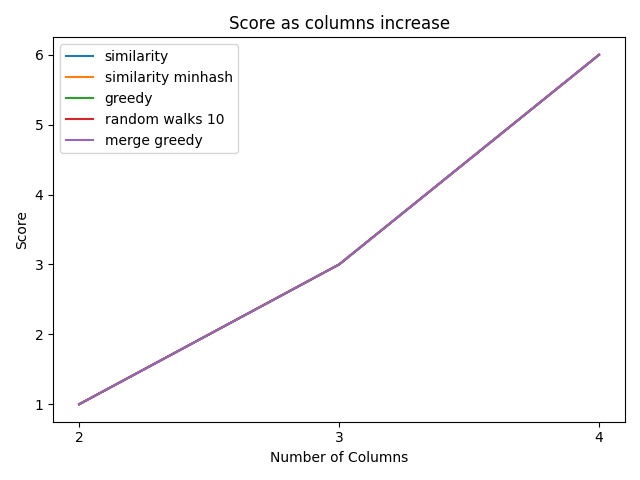 Score as columns increase
similarity
similarity minhash
greedy
random walks 10
merge greedy
6
5
4
3
2
1
Score
2 3 4
Number of Columns